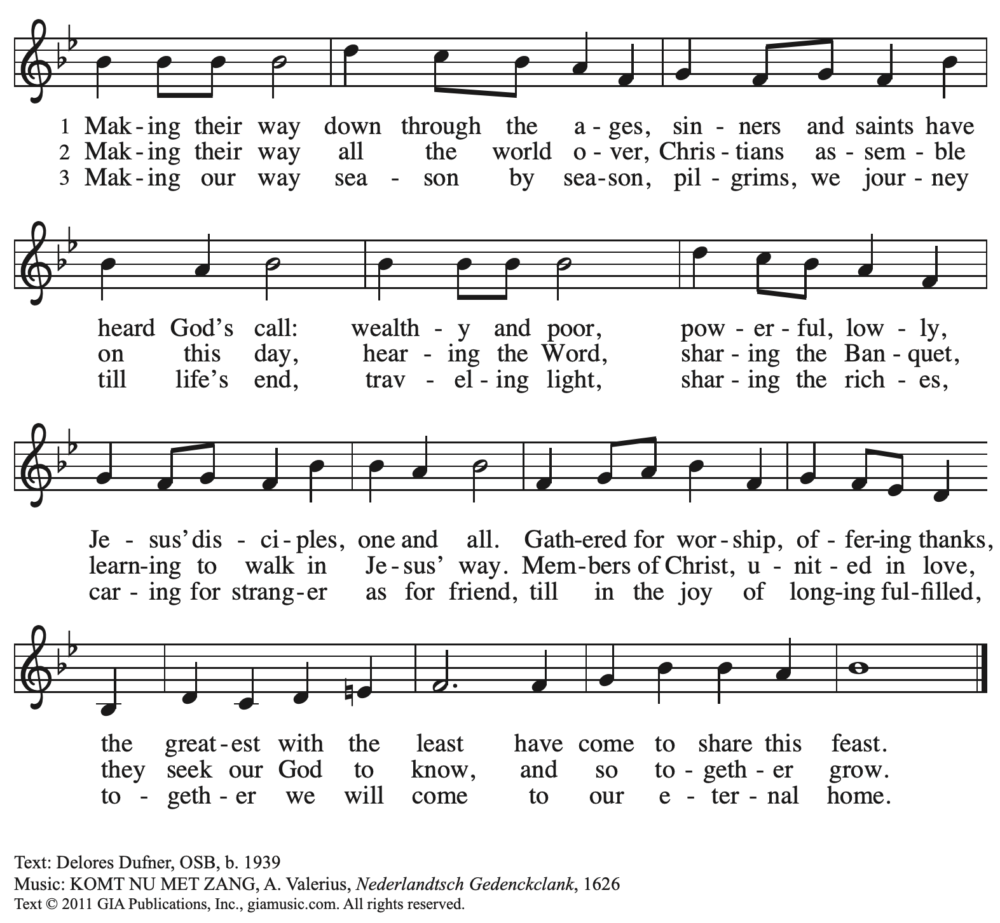 1 Mak - ing their way down through the a - ges, sin - ners and saints have
2 Mak - ing their way all the world o - ver, Chris - tians as - sem - ble
3 Mak - ing our way sea - son by sea - son, pil - grims, we jour - ney
heard God's call: wealth - y and poor, pow - er - ful, low - ly,
on this day, hear - ing the Word, shar - ing the Ban - quet,
till life's end, trav - el - ing light, shar - ing the rich - es,
Je - sus' dis - ci - ples, one and all. Gath - ered for wor - ship, of - fer - ing thanks,
learn - ing to walk in Je - sus' way. Mem - bers of Christ, u - nit - ed in love,
car - ing for strang - er as for friend, till in the joy of long - ing ful - filled,
the great - est with the least have come to share this feast.
they seek our God to know, and so to - geth - er grow.
to - geth - er we will come to our e - ter - nal home.
Text: Delores Dufner, OSB, b. 1939
Music: KOMT NU MET ZANG, A. Valerius, Nederlandtsch Gedenckclank, 1626
Text © 2011 GIA Publications, Inc., giamusic.com. All rights reserved.